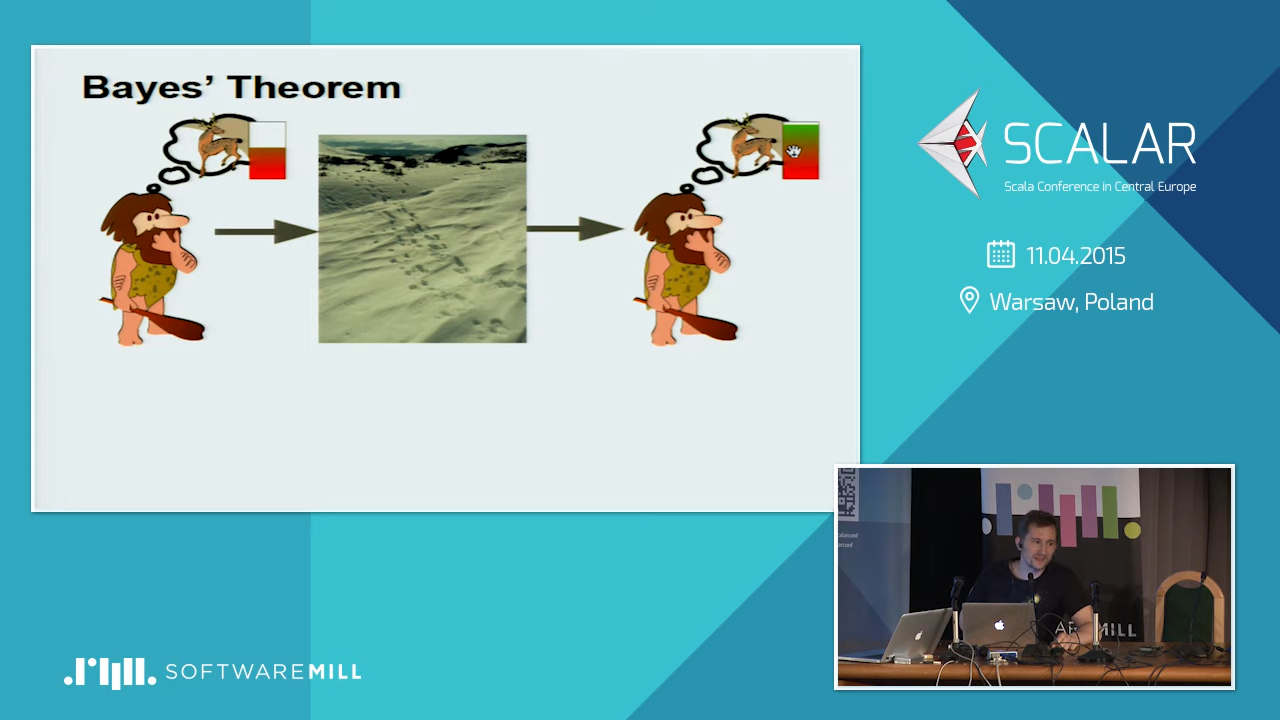 Bayes’ Theorem
SCALAR
Scala Conference in Central Europe
11.04.2015
Warsaw, Poland
SOFTWAREMILL